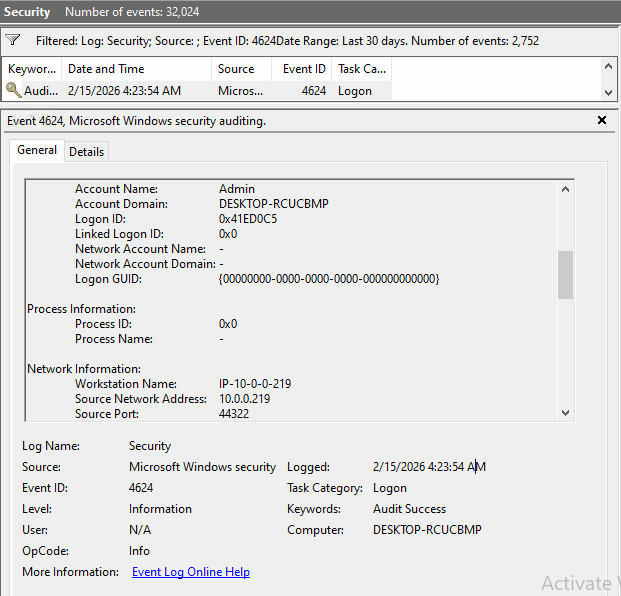 Security Number of events: 32,024
Filtered: Log: Security; Source: ; Event ID: 4624Date Range: Last 30 days. Number of events: 2,752
Keywor... Date and Time Source Event ID Task Ca...
Audi... 2/15/2026 4:23:54 AM Micros... 4624 Logon
Event 4624, Microsoft Windows security auditing.
General Details
Account Name: Admin
Account Domain: DESKTOP-RCUCBMP
Logon ID: 0x41ED0C5
Linked Logon ID: 0x0
Network Account Name: -
Network Account Domain: -
Logon GUID: {00000000-0000-0000-0000-000000000000}
Process Information:
Process ID: 0x0
Process Name: -
Network Information:
Workstation Name: IP-10-0-0-219
Source Network Address: 10.0.0.219
Source Port: 44322
Log Name: Security
Source: Microsoft Windows security Logged: 2/15/2026 4:23:54 AM
Event ID: 4624 Task Category: Logon
Level: Information Keywords: Audit Success
User: N/A Computer: DESKTOP-RCUCBMP
OpCode: Info
More Information: Event Log Online Help
Activate